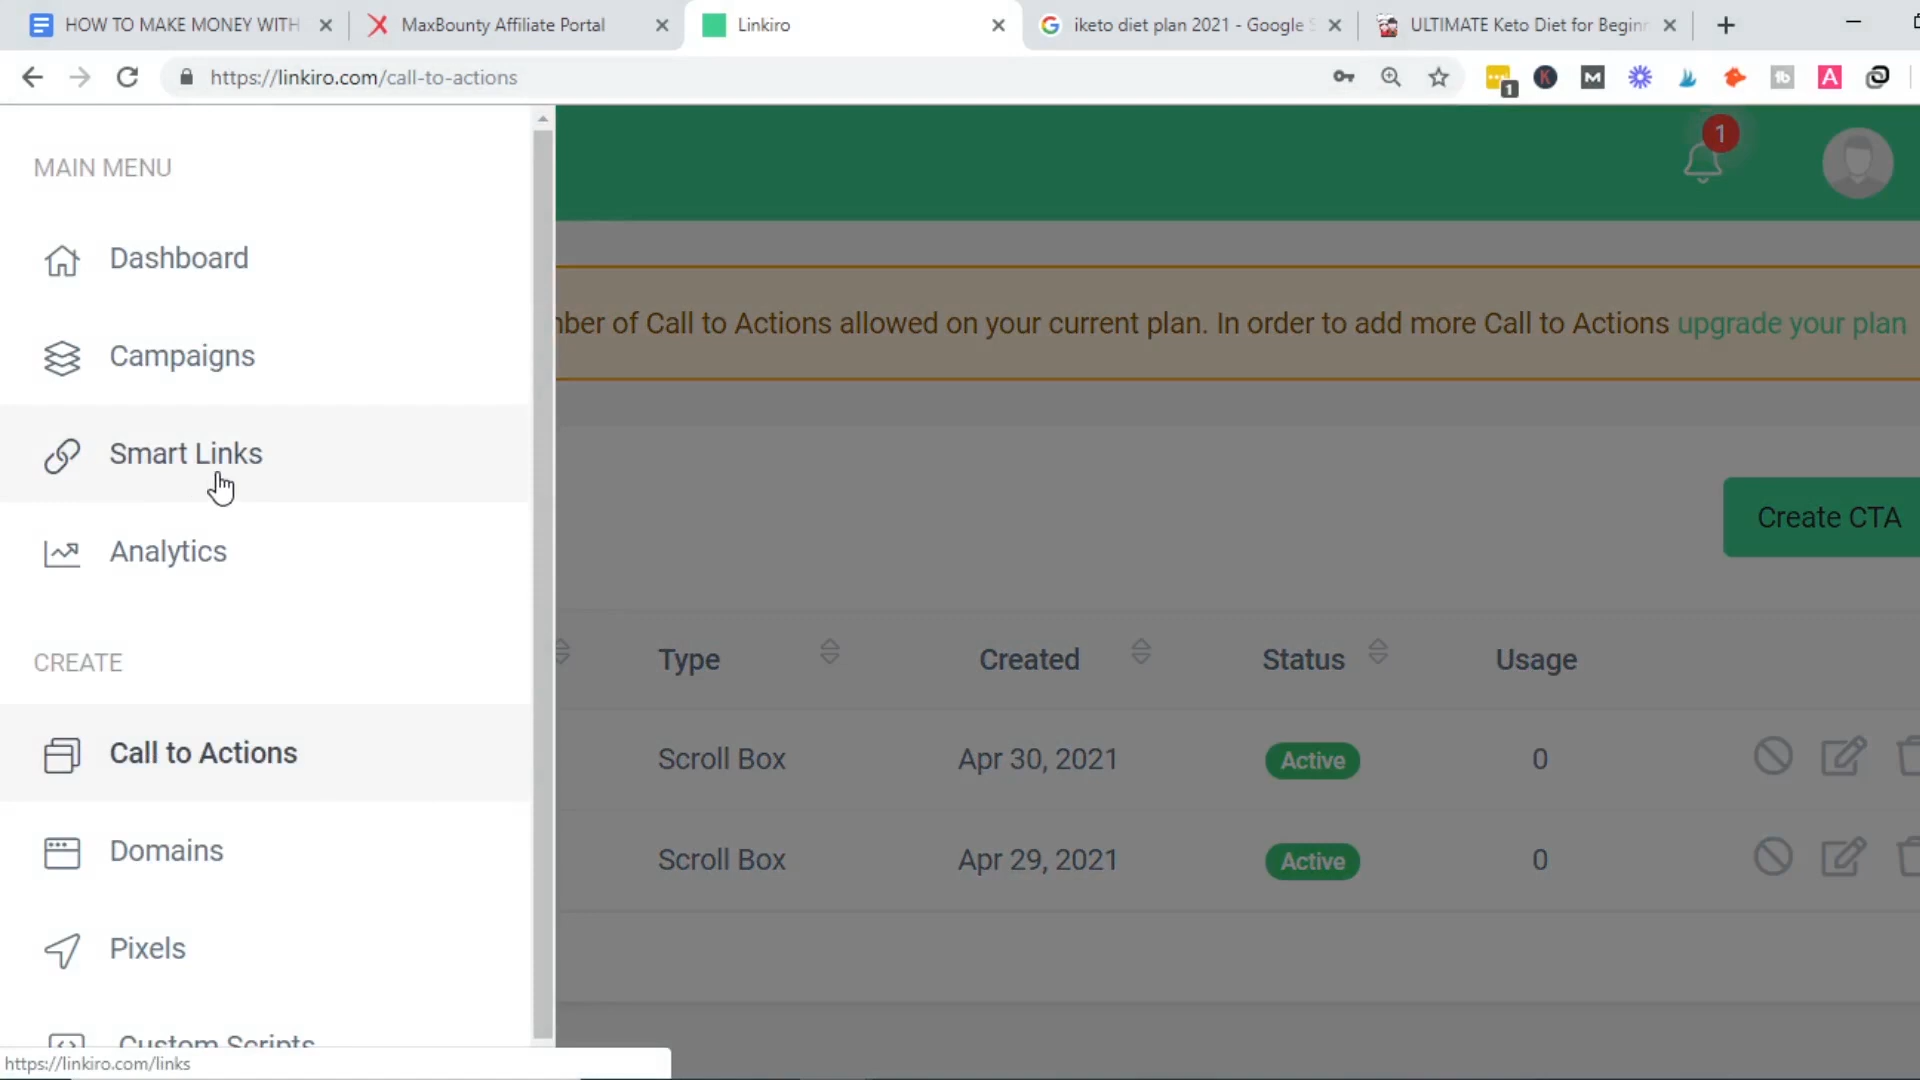 HOW TO MAKE MONEY WITH
MaxBounty Affiliate Portal
Linkiro
iketo diet plan 2021 - Google S
ULTIMATE Keto Diet for Beginn
https://linkiro.com/call-to-actions
1
MAIN MENU
1
Dashboard
nber of Call to Actions allowed on your current plan. In order to add more Call to Actions upgrade your plan
Campaigns
Smart Links
Create CTA
Analytics
CREATE
Type
Created
Status
Usage
Call to Actions
Scroll Box
Apr 30, 2021
Active
0
Domains
Scroll Box
Apr 29, 2021
Active
0
Pixels
Custom Scripts
https://linkiro.com/links